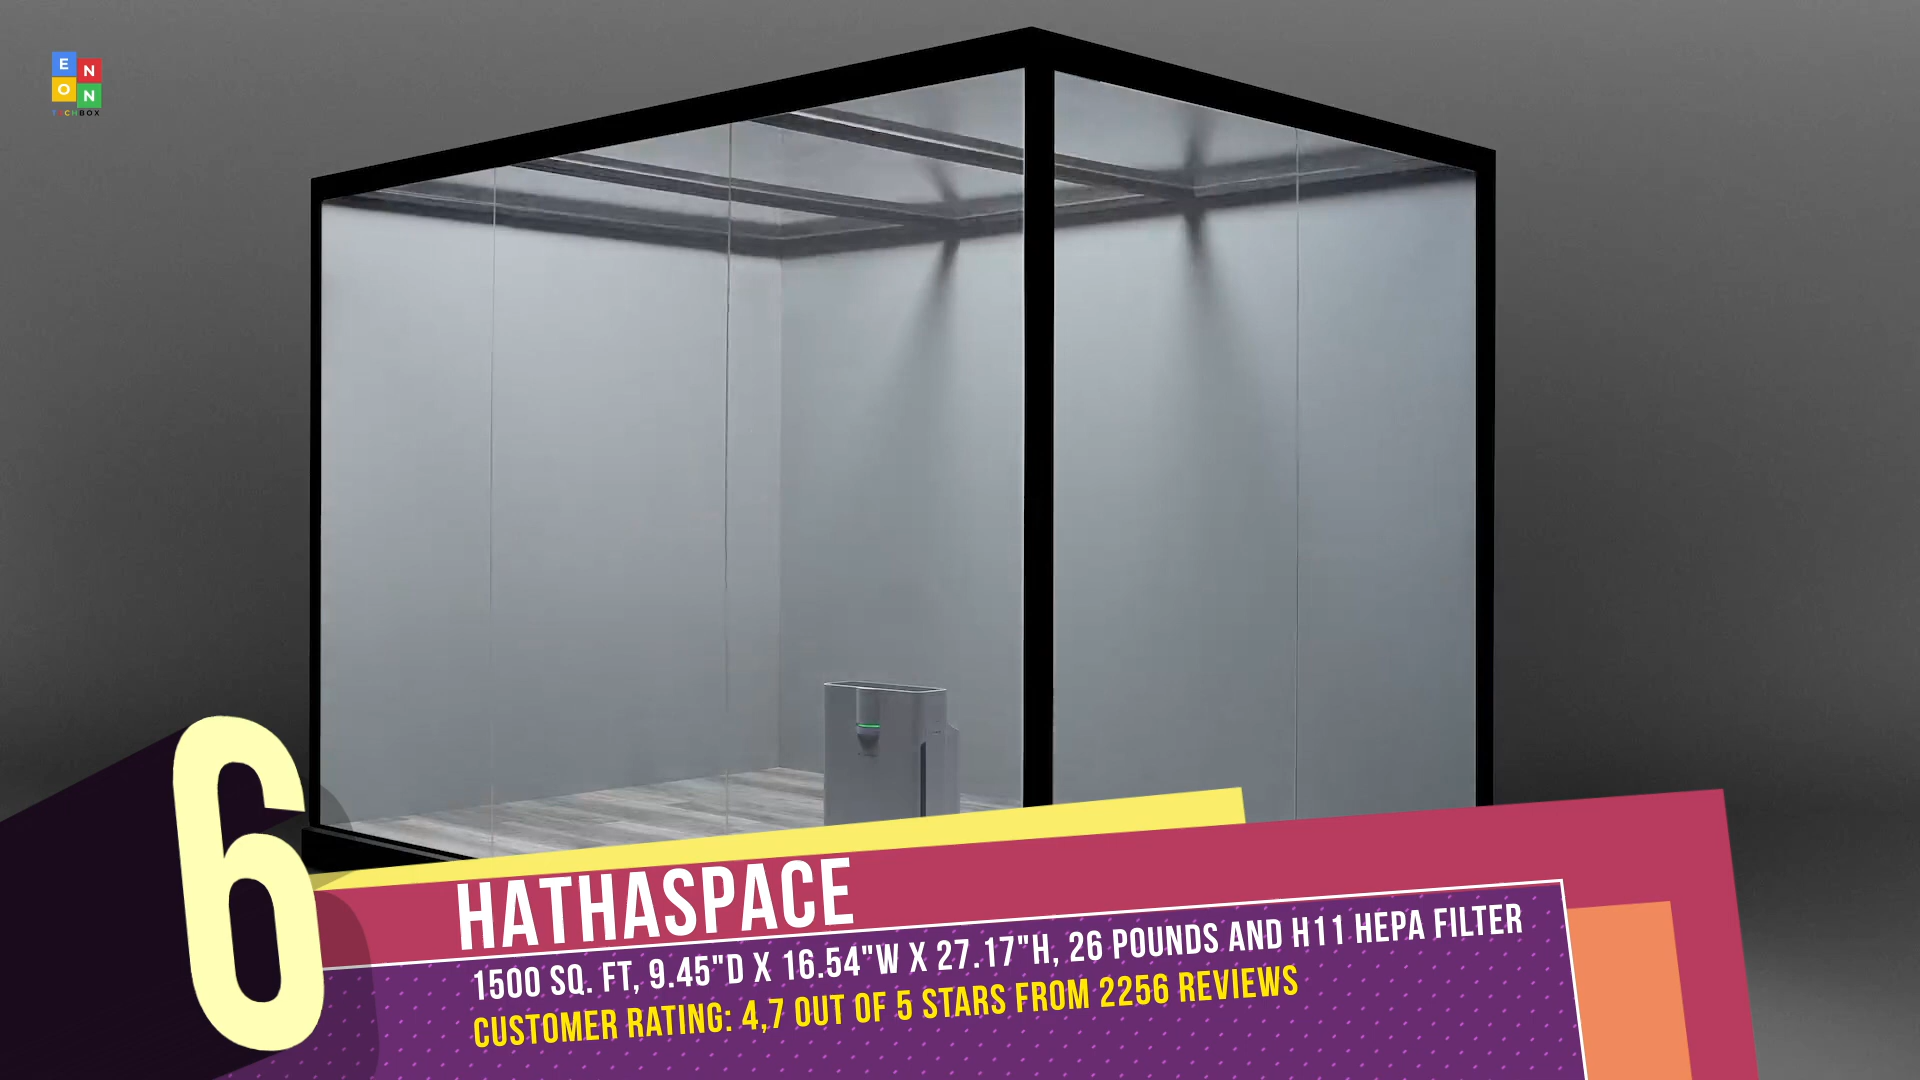 E N
O N
TECHBOX
6
HATHASPACE
1500 SQ. FT, 9.45"D X 16.54"W X 27.17"H, 26 POUNDS AND H11 HEPA FILTER
CUSTOMER RATING: 4,7 OUT OF 5 STARS FROM 2256 REVIEWS